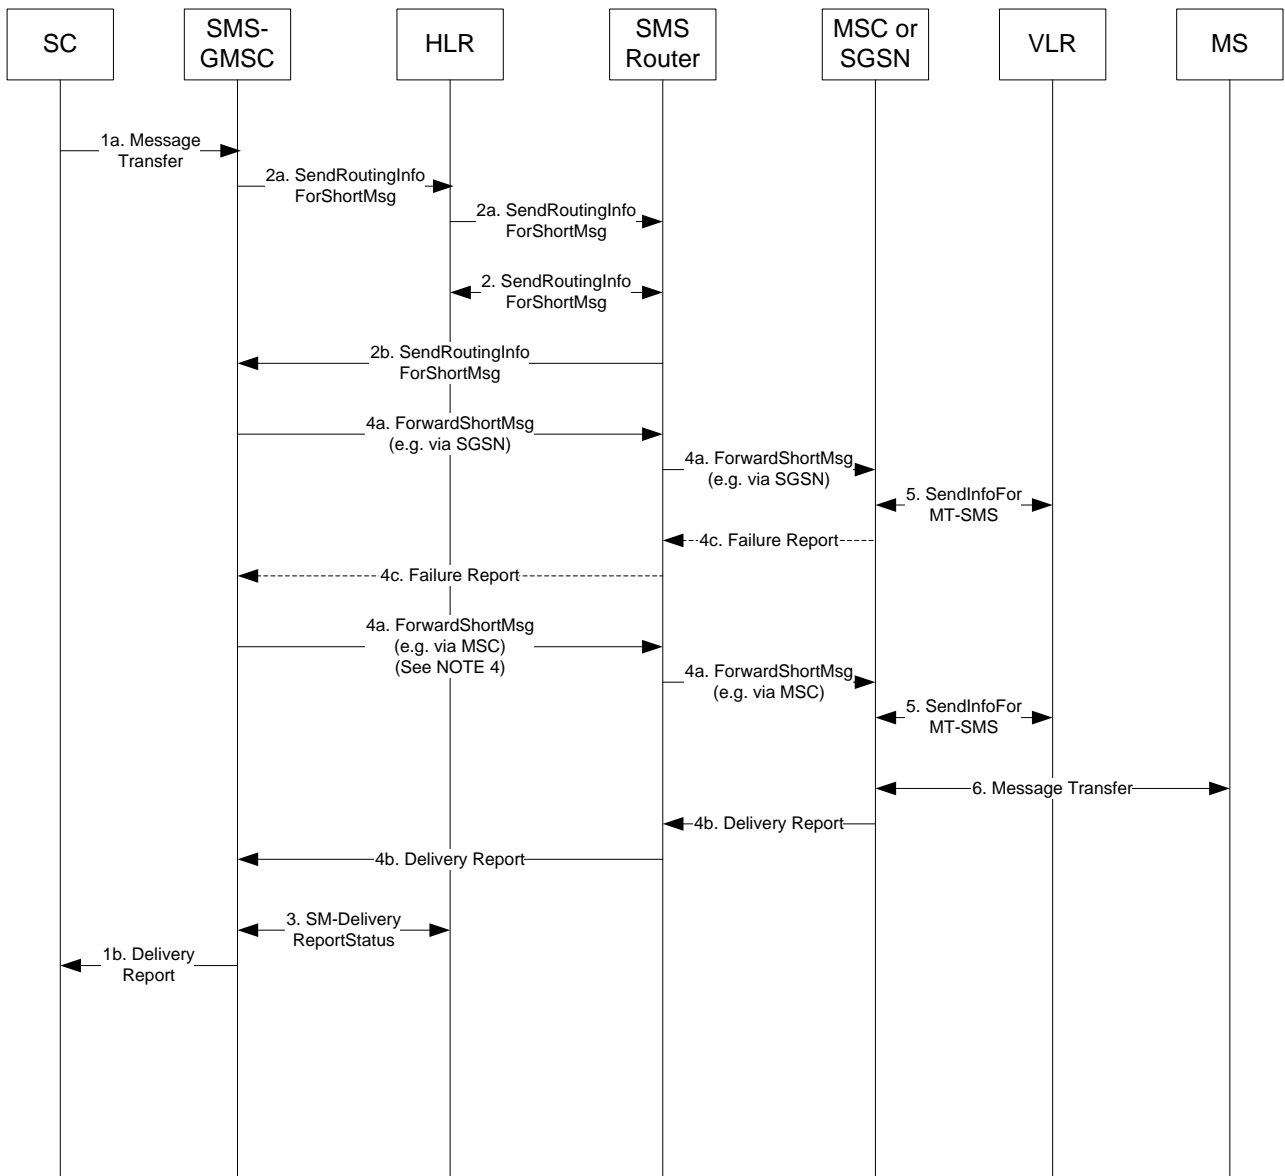 SC
SMS-
GMSC
HLR
SMS
Router
MSC or
SGSN
VLR
MS
1a. Message
Transfer
2a. SendRoutingInfo
ForShortMsg
2a. SendRoutingInfo
ForShortMsg
2. SendRoutingInfo
ForShortMsg
2b. SendRoutingInfo
ForShortMsg
4a. ForwardShortMsg
(e.g. via SGSN)
4a. ForwardShortMsg
(e.g. via SGSN)
5. SendInfoFor
MT-SMS
4c. Failure Report
4c. Failure Report
4a. ForwardShortMsg
(e.g. via MSC)
(See NOTE 4)
4a. ForwardShortMsg
(e.g. via MSC)
5. SendInfoFor
MT-SMS
6. Message Transfer
4b. Delivery Report
4b. Delivery Report
3. SM-Delivery
ReportStatus
1b. Delivery
Report